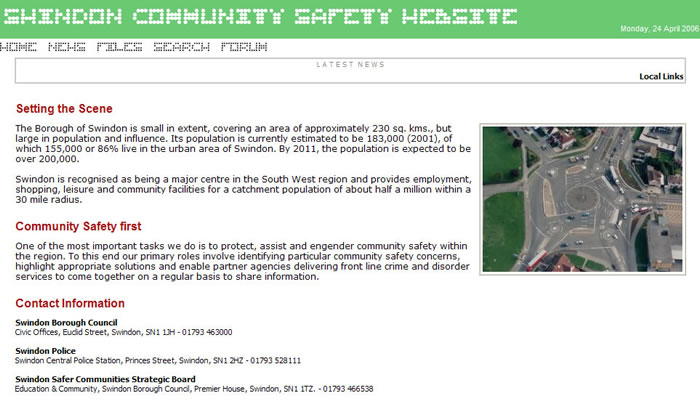 SWINDON COMMUNITY SAFETY WEBSITE
Monday, 24 April 2006
HOME NEWS FILES SEARCH FORUM
LATEST NEWS
Local Links
Setting the Scene
The Borough of Swindon is small in extent, covering an area of approximately 230 sq. kms., but
large in population and influence. Its population is currently estimated to be 183,000 (2001), of
which 155,000 or 86% live in the urban area of Swindon. By 2011, the population is expected to be
over 200,000.
Swindon is recognised as being a major centre in the South West region and provides employment,
shopping, leisure and community facilities for a catchment population of about half a million within a
30 mile radius.
Community Safety first
One of the most important tasks we do is to protect, assist and engender community safety within
the region. To this end our primary roles involve identifying particular community safety concerns,
highlight appropriate solutions and enable partner agencies delivering front line crime and disorder
services to come together on a regular basis to share information.
Contact Information
Swindon Borough Council
Civic Offices, Euclid Street, Swindon, SN1 1JH - 01793 463000
Swindon Police
Swindon Central Police Station, Princes Street, Swindon, SN1 2HZ - 01793 528111
Swindon Safer Communities Strategic Board
Education & Community, Swindon Borough Council, Premier House, Swindon, SN1 1TZ. - 01793 466538